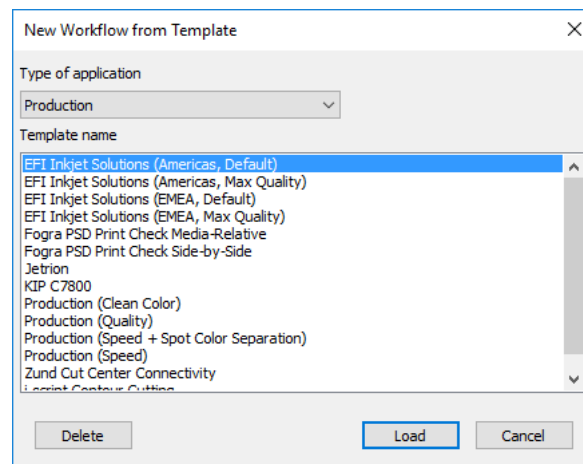 New Workflow from Template
Type of application
Production
Template name
EFI Inkjet Solutions (Americas, Default)
EFI Inkjet Solutions (Americas, Max Quality)
EFI Inkjet Solutions (EMEA, Default)
EFI Inkjet Solutions (EMEA, Max Quality)
Fogra PSD Print Check Media-Relative
Fogra PSD Print Check Side-by-Side
Jetrion
KIP C7800
Production (Clean Color)
Production (Quality)
Production (Speed + Spot Color Separation)
Production (Speed)
Zund Cut Center Connectivity
i-script Contour Cutting
Delete Load Cancel